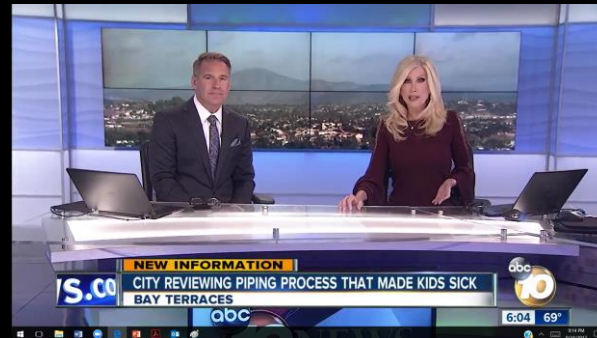 NEW INFORMATION
S.CO
CITY REVIEWING PIPING PROCESS THAT MADE KIDS SICK
BAY TERRACES
abc
10
abc
6:04 69°